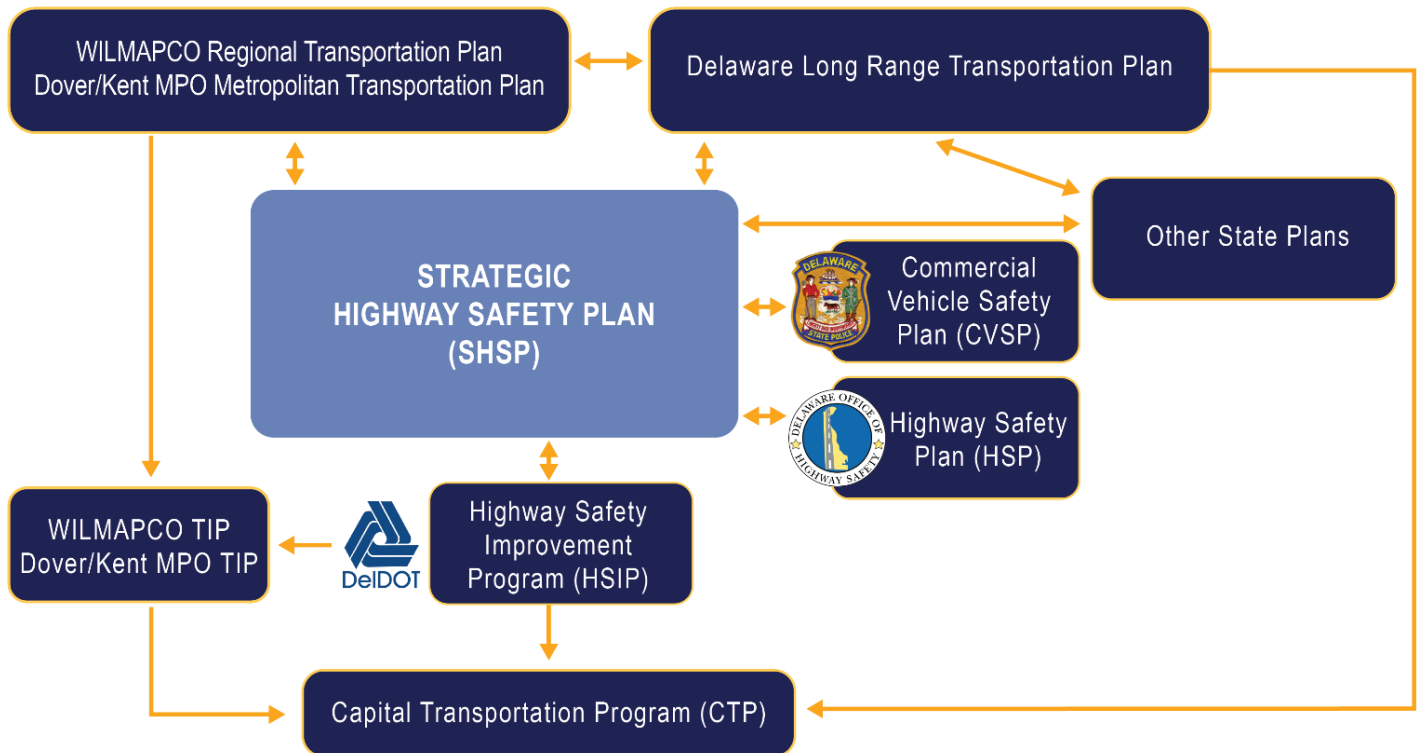 WILMAPCO Regional Transportation Plan
Dover/Kent MPO Metropolitan Transportation Plan
Delaware Long Range Transportation Plan
STRATEGIC
HIGHWAY SAFETY PLAN
(SHSP)
Other State Plans
DELAWARE
STATE POLICE
Commercial
Vehicle Safety
Plan (CVSP)
DELAWARE OFFICE OF
HIGHWAY SAFETY
Highway Safety
Plan (HSP)
WILMAPCO TIP
Dover/Kent MPO TIP
DelDOT
Highway Safety
Improvement
Program (HSIP)
Capital Transportation Program (CTP)